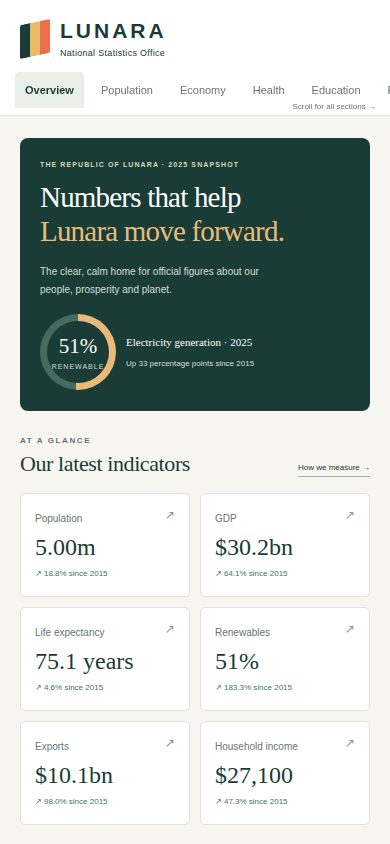 LUNARA
National Statistics Office
Overview Population Economy Health Education
Scroll for all sections →
THE REPUBLIC OF LUNARA · 2025 SNAPSHOT
Numbers that help
Lunara move forward.
The clear, calm home for official figures about our
people, prosperity and planet.
51%
RENEWABLE
Electricity generation · 2025
Up 33 percentage points since 2015
AT A GLANCE
Our latest indicators
How we measure →
Population ↗
5.00m
↗ 18.8% since 2015
GDP ↗
$30.2bn
↗ 64.1% since 2015
Life expectancy ↗
75.1 years
↗ 4.6% since 2015
Renewables ↗
51%
↗ 183.3% since 2015
Exports ↗
$10.1bn
↗ 98.0% since 2015
Household income ↗
$27,100
↗ 47.3% since 2015